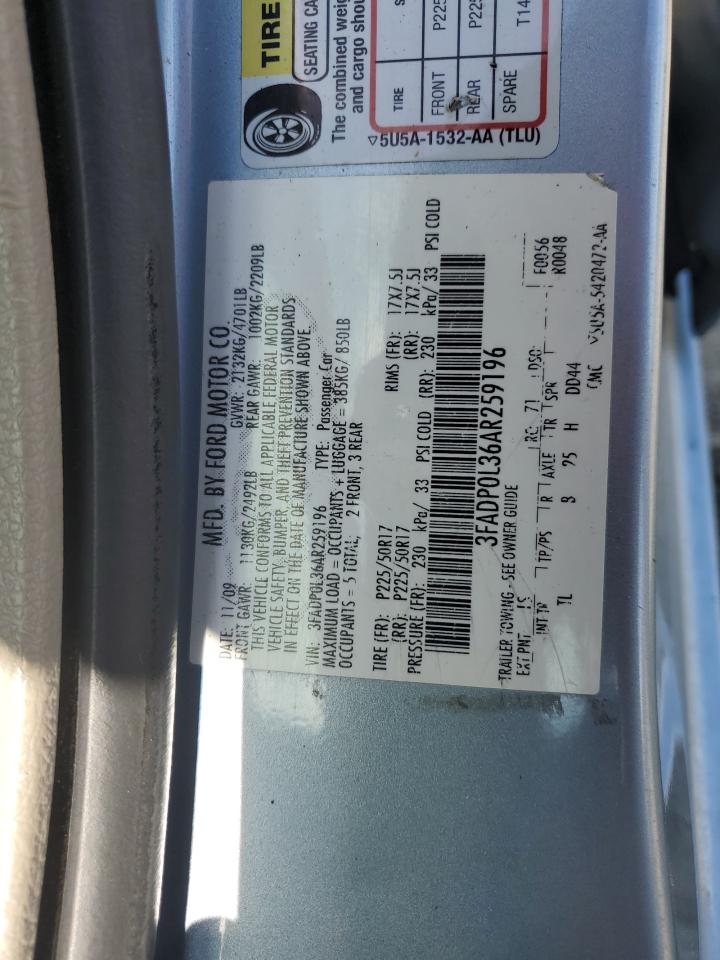 TIRE
SEATING CA
The combined weig
and cargo shou
TIRE S
FRONT P225
REAR P225
SPARE T14
▽5U5A-1532-AA (TLU)
MFD. BY FORD MOTOR CO.
DATE: 11/09 GVWR: 2132KG/4701LB
FRONT GAWR: 1130KG/2492LB REAR GAWR: 1002KG/2209LB
THIS VEHICLE CONFORMS TO ALL APPLICABLE FEDERAL MOTOR
VEHICLE SAFETY, BUMPER, AND THEFT PREVENTION STANDARDS
IN EFFECT ON THE DATE OF MANUFACTURE SHOWN ABOVE.
VIN: 3FADP0L36AR259196 TYPE: Passenger Car
MAXIMUM LOAD = OCCUPANTS + LUGGAGE = 385KG/ 850LB
OCCUPANTS = 5 TOTAL, 2 FRONT, 3 REAR
TIRE (FR): P225/50R17 RIMS (FR): 17X7.5J
(RR): P225/50R17 (RR): 17X7.5J
PRESSURE (FR): 230 kPa/ 33 PSI COLD (RR): 230 kPa/ 33 PSI COLD
3FADP0L36AR259196
TRAILER TOWING - SEE OWNER GUIDE
F0056
R0048
EXT PNT IS RC: 71 DSO:
INT TR TP/PS R AXLE TR SPR
TL 25 H DD44
▽5U5A-5420472-AA